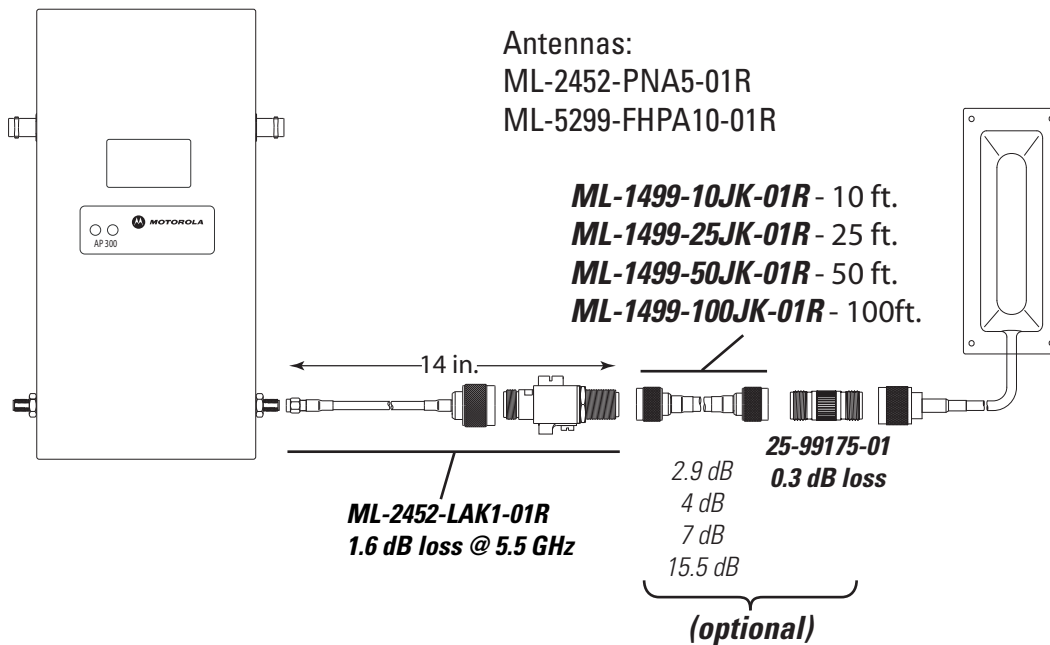 Antennas:
ML-2452-PNA5-01R
ML-5299-FHPA10-01R
MOTOROLA
AP 300
ML-1499-10JK-01R - 10 ft.
ML-1499-25JK-01R - 25 ft.
ML-1499-50JK-01R - 50 ft.
ML-1499-100JK-01R - 100ft.
14 in.
25-99175-01
0.3 dB loss
ML-2452-LAK1-01R
1.6 dB loss @ 5.5 GHz
2.9 dB
4 dB
7 dB
15.5 dB
(optional)